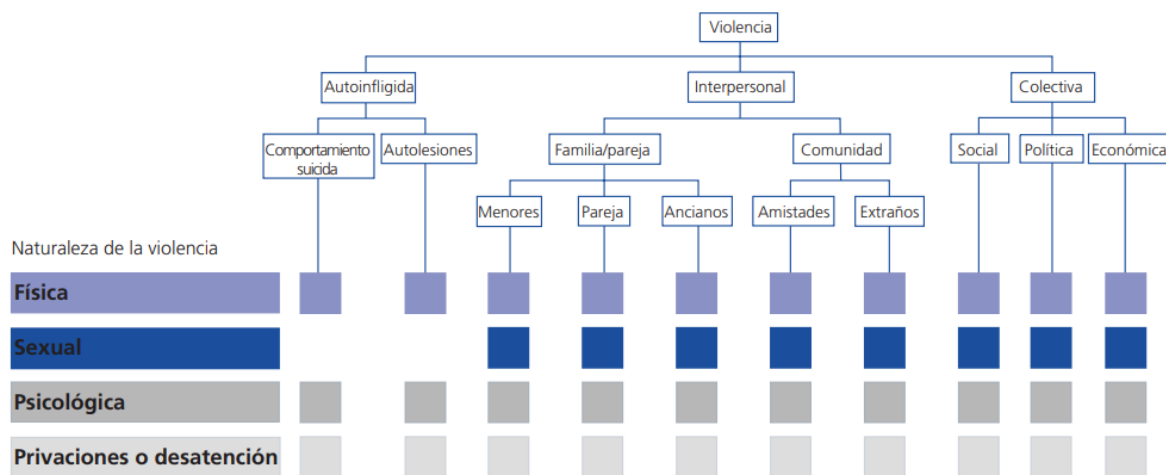 Violencia
Autoinfligida
Interpersonal
Colectiva
Comportamiento
suicida
Autolesiones
Familia/pareja
Comunidad
Social
Política
Económica
Menores
Pareja
Ancianos
Amistades
Extraños
Naturaleza de la violencia
Física
Sexual
Psicológica
Privaciones o desatención